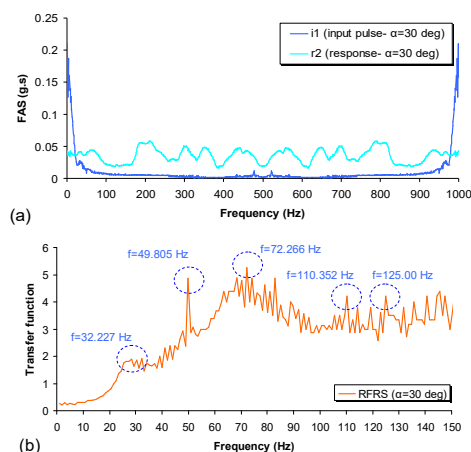 0.25
0.2
0.15
0.1
0.05
0
FAS (g.s)
i1 (input pulse- α=30 deg)
r2 (response- α=30 deg)
0 100 200 300 400 500 600 700 800 900 1000
Frequency (Hz)
(a)
6
5
4
3
2
1
0
Transfer function
f=49.805 Hz
f=72.266 Hz
f=110.352 Hz
f=125.00 Hz
f=32.227 Hz
RFRS (α=30 deg)
0 10 20 30 40 50 60 70 80 90 100 110 120 130 140 150
Frequency (Hz)
(b)